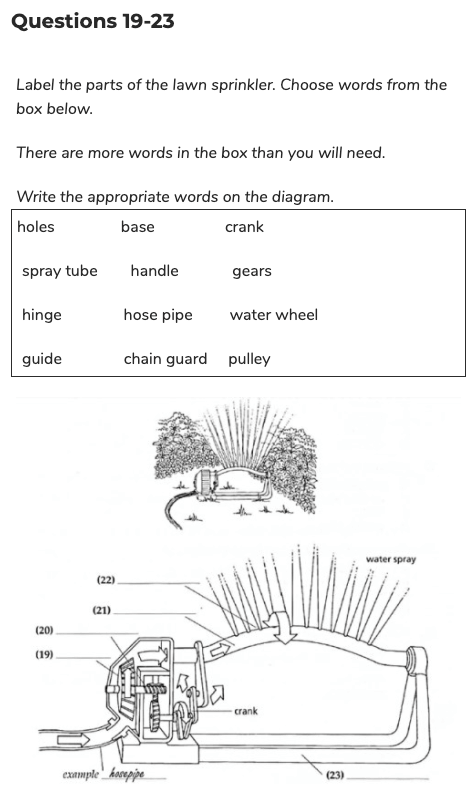 Questions 19-23
Label the parts of the lawn sprinkler. Choose words from the
box below.
There are more words in the box than you will need.
Write the appropriate words on the diagram.
holes base crank
spray tube handle gears
hinge hose pipe water wheel
guide chain guard pulley
water spray
(22)
(21)
(20)
(19)
crank
example hosepipe
(23)